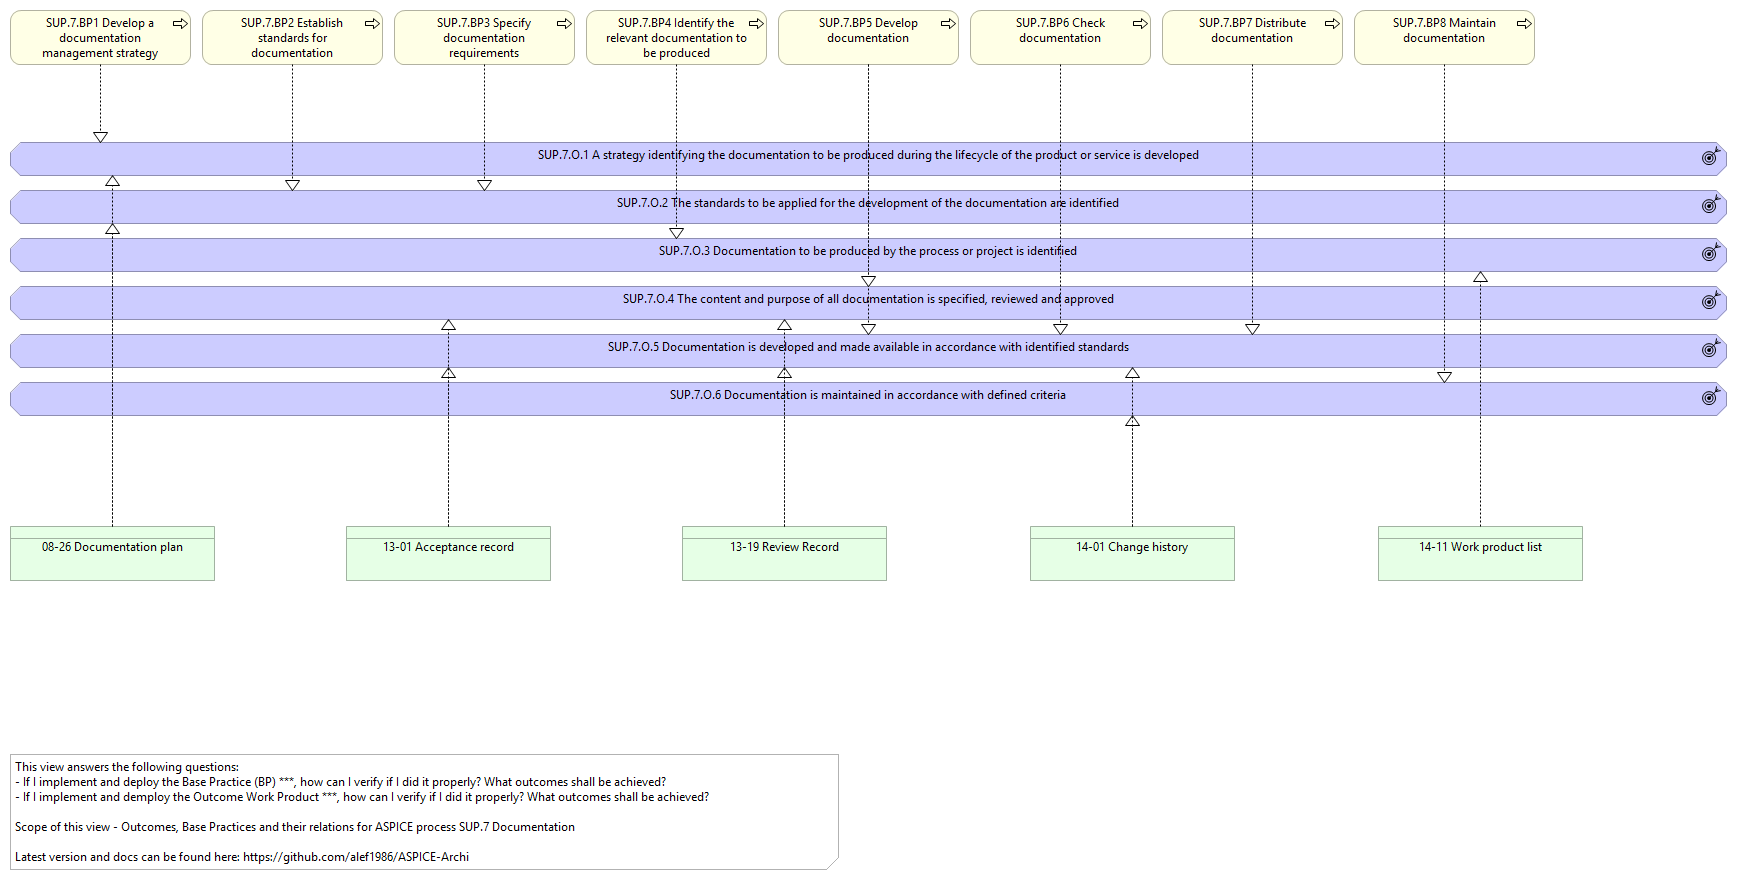 SUP.7.BP1 Develop a
documentation
management strategy
SUP.7.BP2 Establish
standards for
documentation
SUP.7.BP3 Specify
documentation
requirements
SUP.7.BP4 Identify the
relevant documentation to
be produced
SUP.7.BP5 Develop
documentation
SUP.7.BP6 Check
documentation
SUP.7.BP7 Distribute
documentation
SUP.7.BP8 Maintain
documentation
SUP.7.O.1 A strategy identifying the documentation to be produced during the lifecycle of the product or service is developed
SUP.7.O.2 The standards to be applied for the development of the documentation are identified
SUP.7.O.3 Documentation to be produced by the process or project is identified
SUP.7.O.4 The content and purpose of all documentation is specified, reviewed and approved
SUP.7.O.5 Documentation is developed and made available in accordance with identified standards
SUP.7.O.6 Documentation is maintained in accordance with defined criteria
08-26 Documentation plan
13-01 Acceptance record
13-19 Review Record
14-01 Change history
14-11 Work product list
This view answers the following questions:
- If I implement and deploy the Base Practice (BP) ***, how can I verify if I did it properly? What outcomes shall be achieved?
- If I implement and demploy the Outcome Work Product ***, how can I verify if I did it properly? What outcomes shall be achieved?
Scope of this view - Outcomes, Base Practices and their relations for ASPICE process SUP.7 Documentation
Latest version and docs can be found here: https://github.com/alef1986/ASPICE-Archi